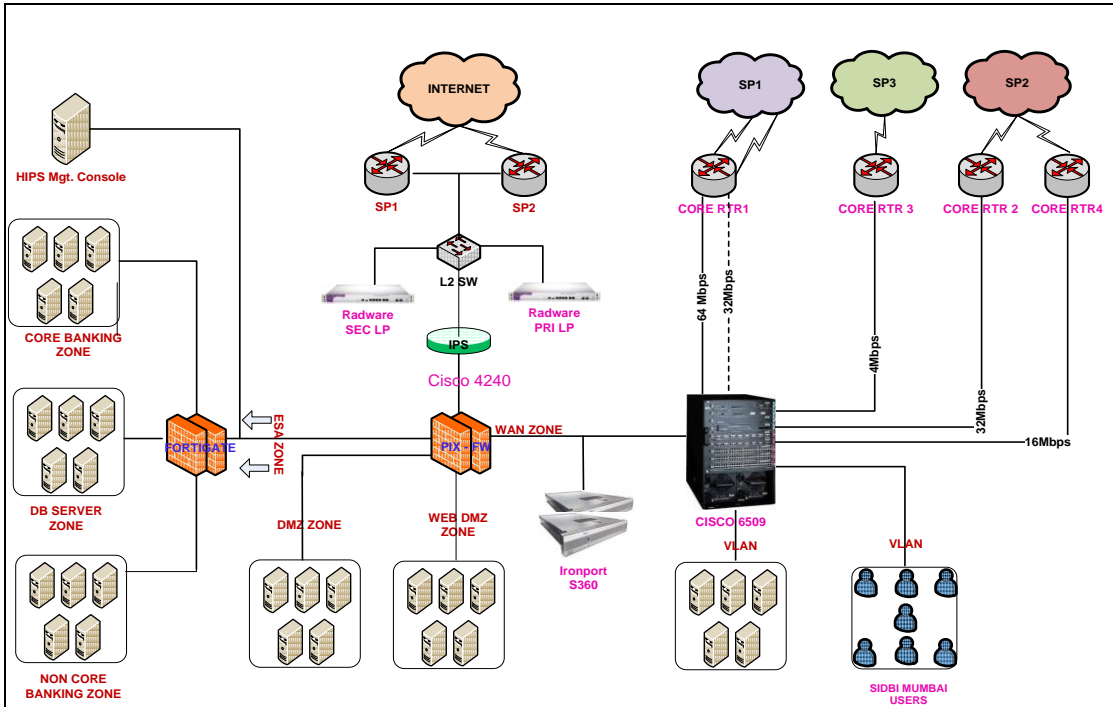 INTERNET
SP1
SP3
SP2
HIPS Mgt. Console
SP1
SP2
CORE RTR1
CORE RTR 3
CORE RTR 2
CORE RTR4
L2 SW
Radware
SEC LP
Radware
PRI LP
IPS
Cisco 4240
64 Mbps
32Mbps
4Mbps
32Mbps
16Mbps
CORE BANKING
ZONE
FORTIGATE
ESA ZONE
PIX - FW
WAN ZONE
DB SERVER
ZONE
DMZ ZONE
WEB DMZ
ZONE
CISCO 6509
VLAN
VLAN
Ironport
S360
NON CORE
BANKING ZONE
SIDBI MUMBAI
USERS